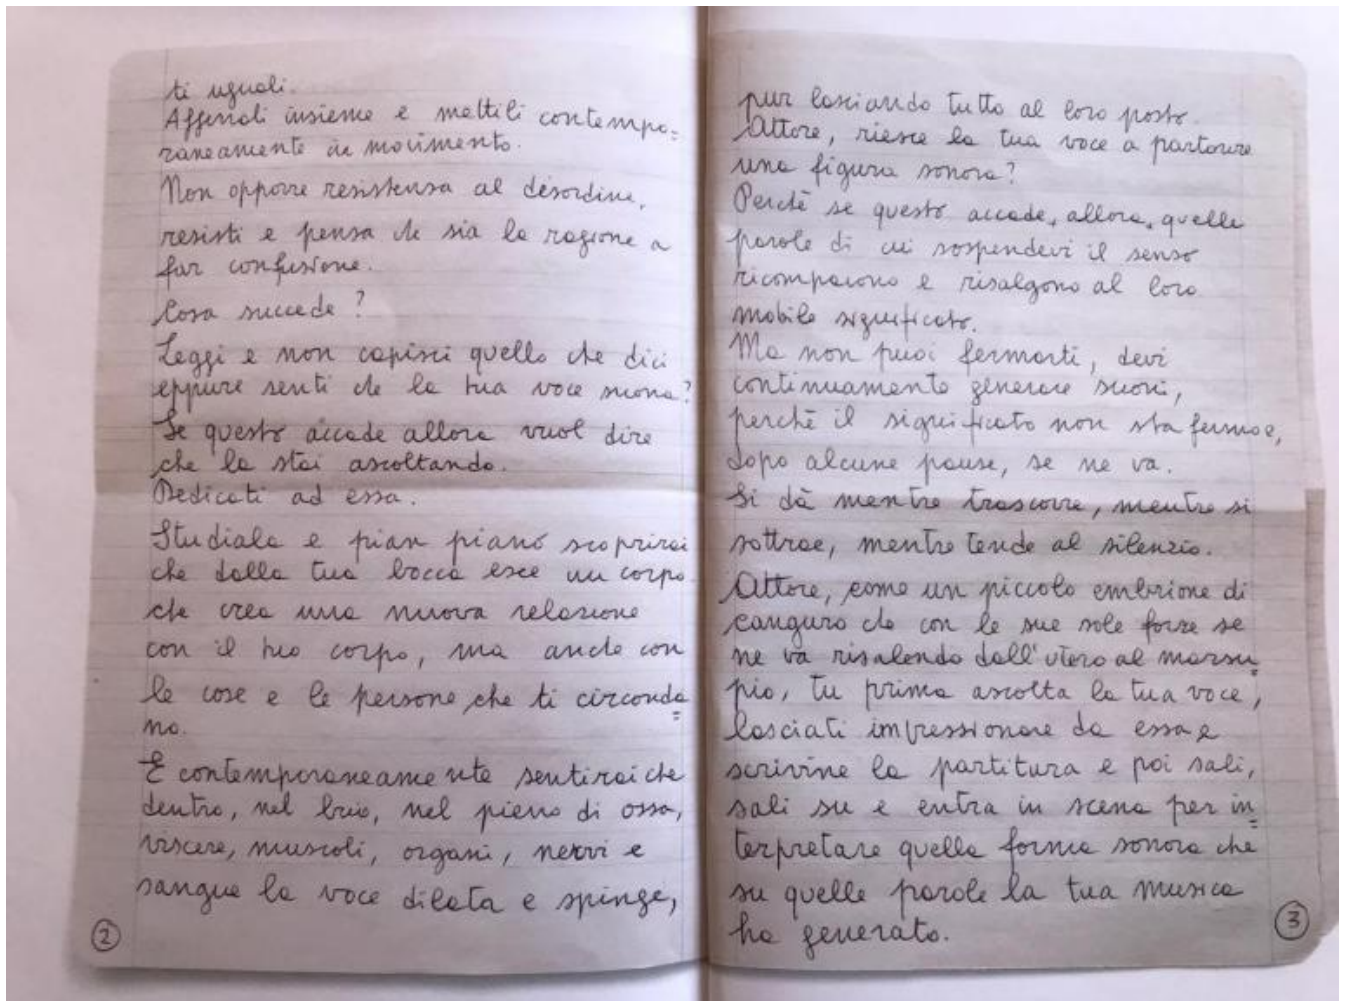 ti uguali.
Afferrali insieme e mettili contempo=
raneamente in movimento.
Non opporre resistenza al disordine,
resisti e pensa che sia la ragione a
far confusione.
Cosa succede?
Leggi e non capisci quello che dici
eppure senti che la tua voce suona?
Se questo accade allora vuol dire
che la stai ascoltando.
Dedicati ad essa.
Studiala e pian piano scoprirai
che dalla tua bocca esce un corpo
che crea una nuova relazione
con il tuo corpo, ma anche con
le cose e le persone che ti circonda=
no.
E contemporaneamente sentirai che
dentro, nel buio, nel pieno di ossa,
viscere, muscoli, organi, nervi e
sangue la voce dilata e spinge,
2
pur lasciando tutto al loro posto.
Attore, riesce la tua voce a partorire
una figura sonora?
Perchè se questo accade, allora, quelle
parole di cui sospendevi il senso
ricompaiono e risalgono al loro
mobile significato.
Ma non puoi fermarti, devi
continuamente generare suoni,
perchè il significato non sta fermo e,
dopo alcune pause, se ne va.
Si dà mentre trascorre, mentre si
sottrae, mentre tende al silenzio.
Attore, come un piccolo embrione di
canguro che con le sue sole forze se
ne va risalendo dall'utero al marsu=
pio, tu prima ascolta la tua voce,
lasciati impressionare da essa e
scrivine la partitura e poi sali,
sali su e entra in scena per in=
terpretare quella forma sonora che
su quelle parole la tua musica
ha generato.
3